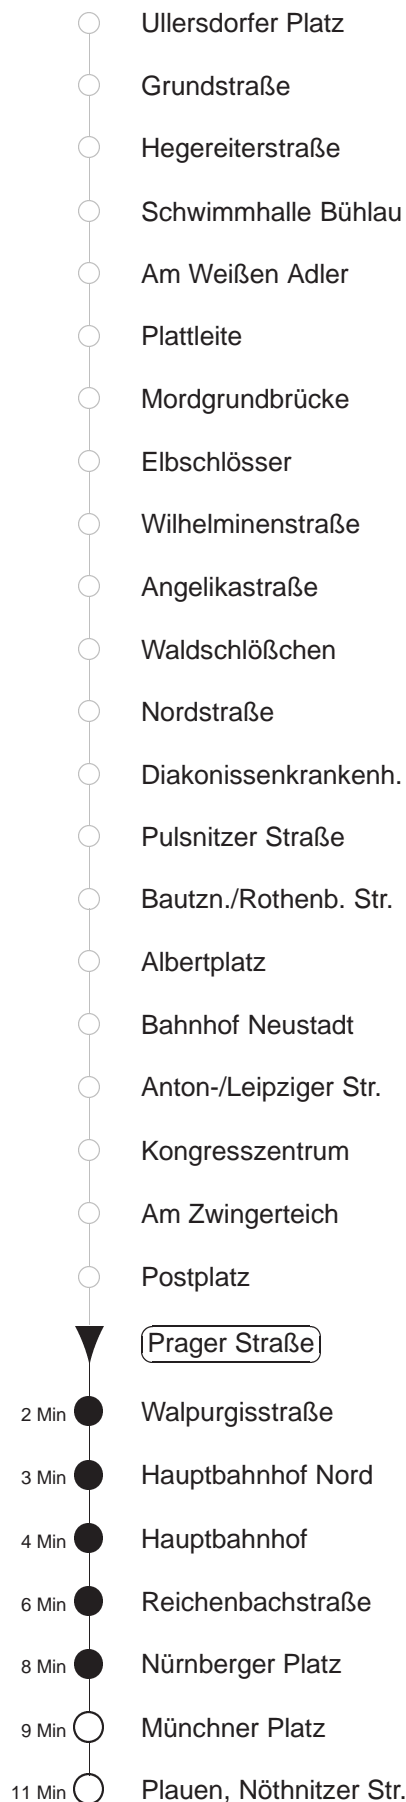 Ullersdorfer Platz
Grundstraße
Hegereiterstraße
Schwimmhalle Bühlau
Am Weißen Adler
Plattleite
Mordgrundbrücke
Elbschlösser
Wilhelminenstraße
Angelikastraße
Waldschlößchen
Nordstraße
Diakonissenkrankenh.
Pulsnitzer Straße
Bautzn./Rothenb. Str.
Albertplatz
Bahnhof Neustadt
Anton-/Leipziger Str.
Kongresszentrum
Am Zwingerteich
Postplatz
Prager Straße
2 Min Walpurgisstraße
3 Min Hauptbahnhof Nord
4 Min Hauptbahnhof
6 Min Reichenbachstraße
8 Min Nürnberger Platz
9 Min Münchner Platz
11 Min Plauen, Nöthnitzer Str.